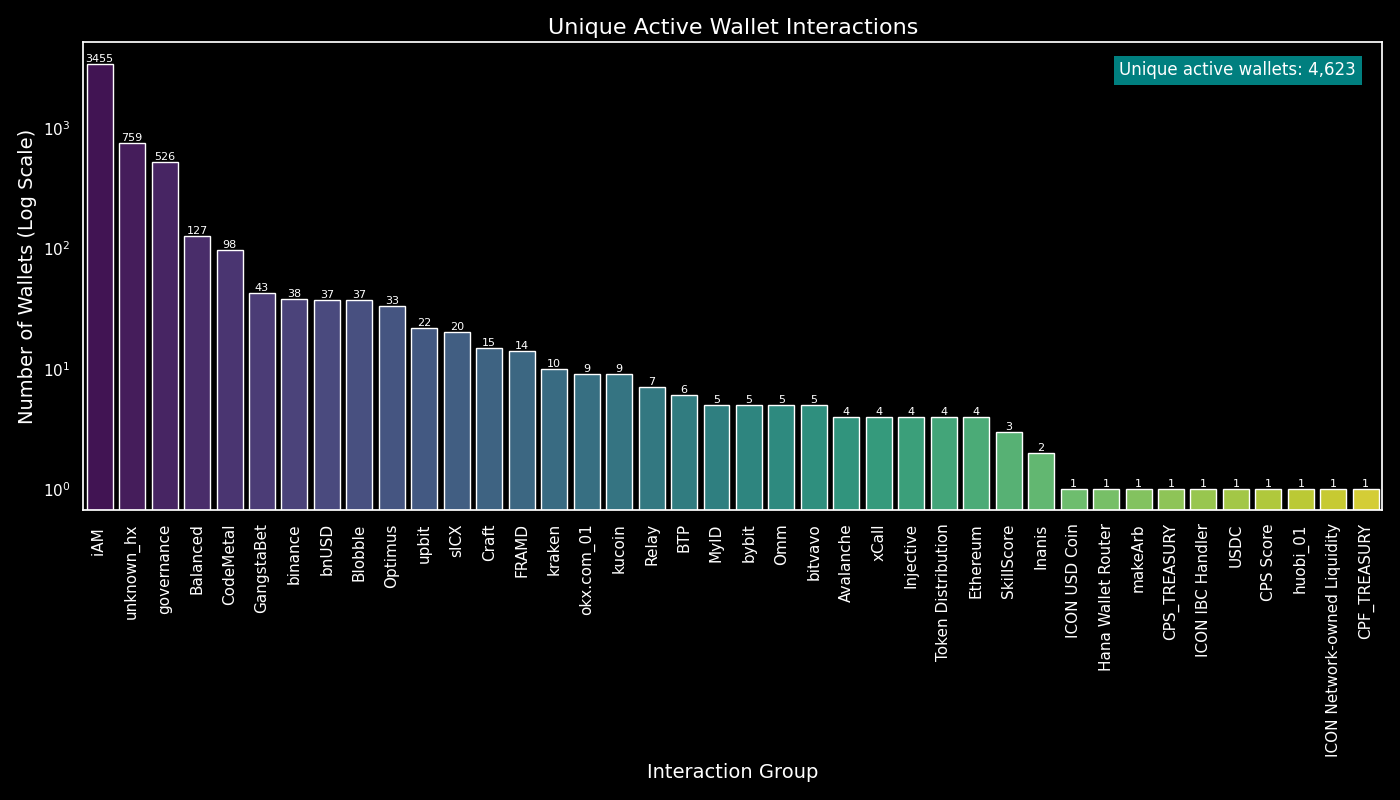 Unique Active Wallet Interactions
Unique active wallets: 4,623
Number of Wallets (Log Scale)
10³
10²
10¹
10⁰
3455
759
526
127
98
43
38
37
37
33
22
20
15
14
10
9
9
7
6
5
5
5
5
4
4
4
4
4
3
2
1
1
1
1
1
1
1
1
1
1
iAM
unknown_hx
governance
Balanced
CodeMetal
GangstaBet
binance
bnUSD
Blobble
Optimus
upbit
sICX
Craft
FRAMD
kraken
okx.com_01
kucoin
Relay
BTP
MyID
bybit
Omm
bitvavo
Avalanche
xCall
Injective
Token Distribution
Ethereum
SkillScore
Inanis
ICON USD Coin
Hana Wallet Router
makeArb
CPS_TREASURY
ICON IBC Handler
USDC
CPS Score
huobi_01
ICON Network-owned Liquidity
CPF_TREASURY
Interaction Group